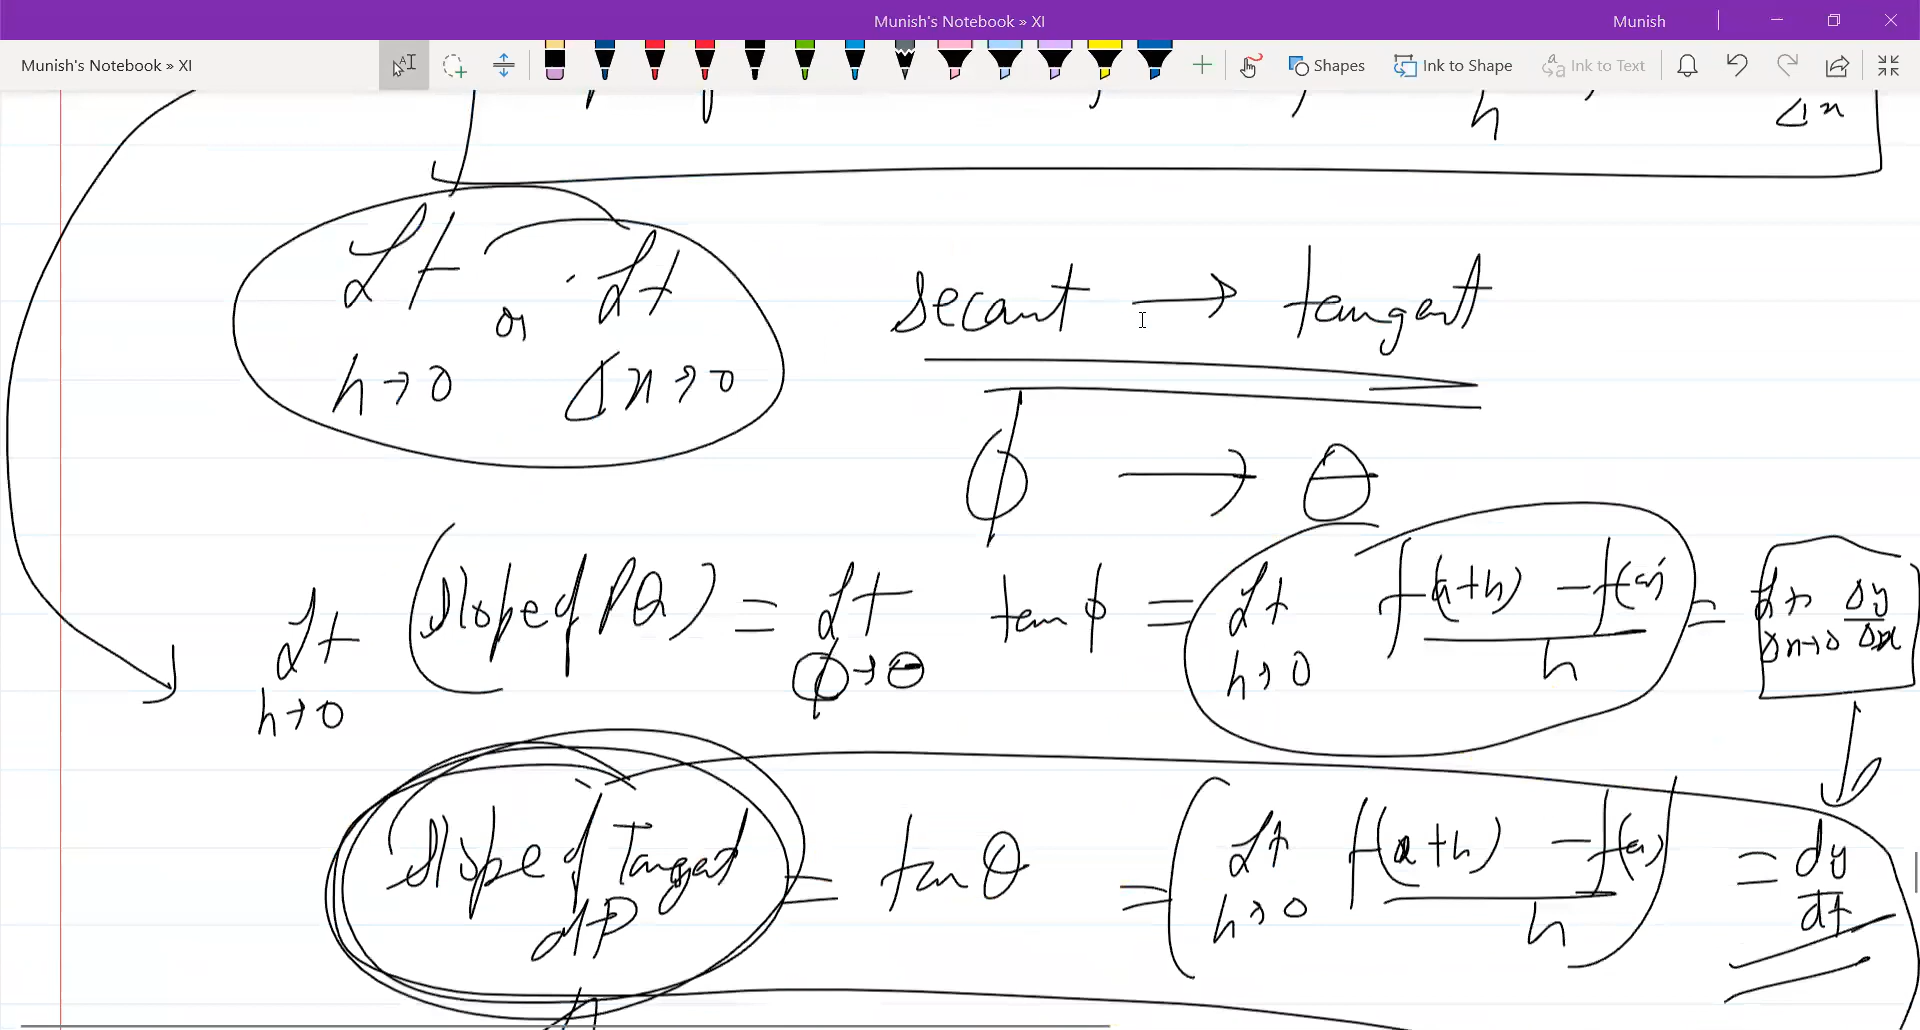 Munish's Notebook » XI
Munish
Munish's Notebook » XI
Shapes
Ink to Shape
Ink to Text
h
Δx
Lt or Lt
h→0 Δx→0
secant → tangent
ϕ → θ
Lt (Slope of PQ) = Lt tan ϕ = Lt f(a+h) - f(a) = Lt Δy
h→0 ϕ→θ h→0 h Δx→0 Δx
Slope of Tangent = tan θ = (Lt f(a+h) - f(a)) = dy
at P h→0 h dt